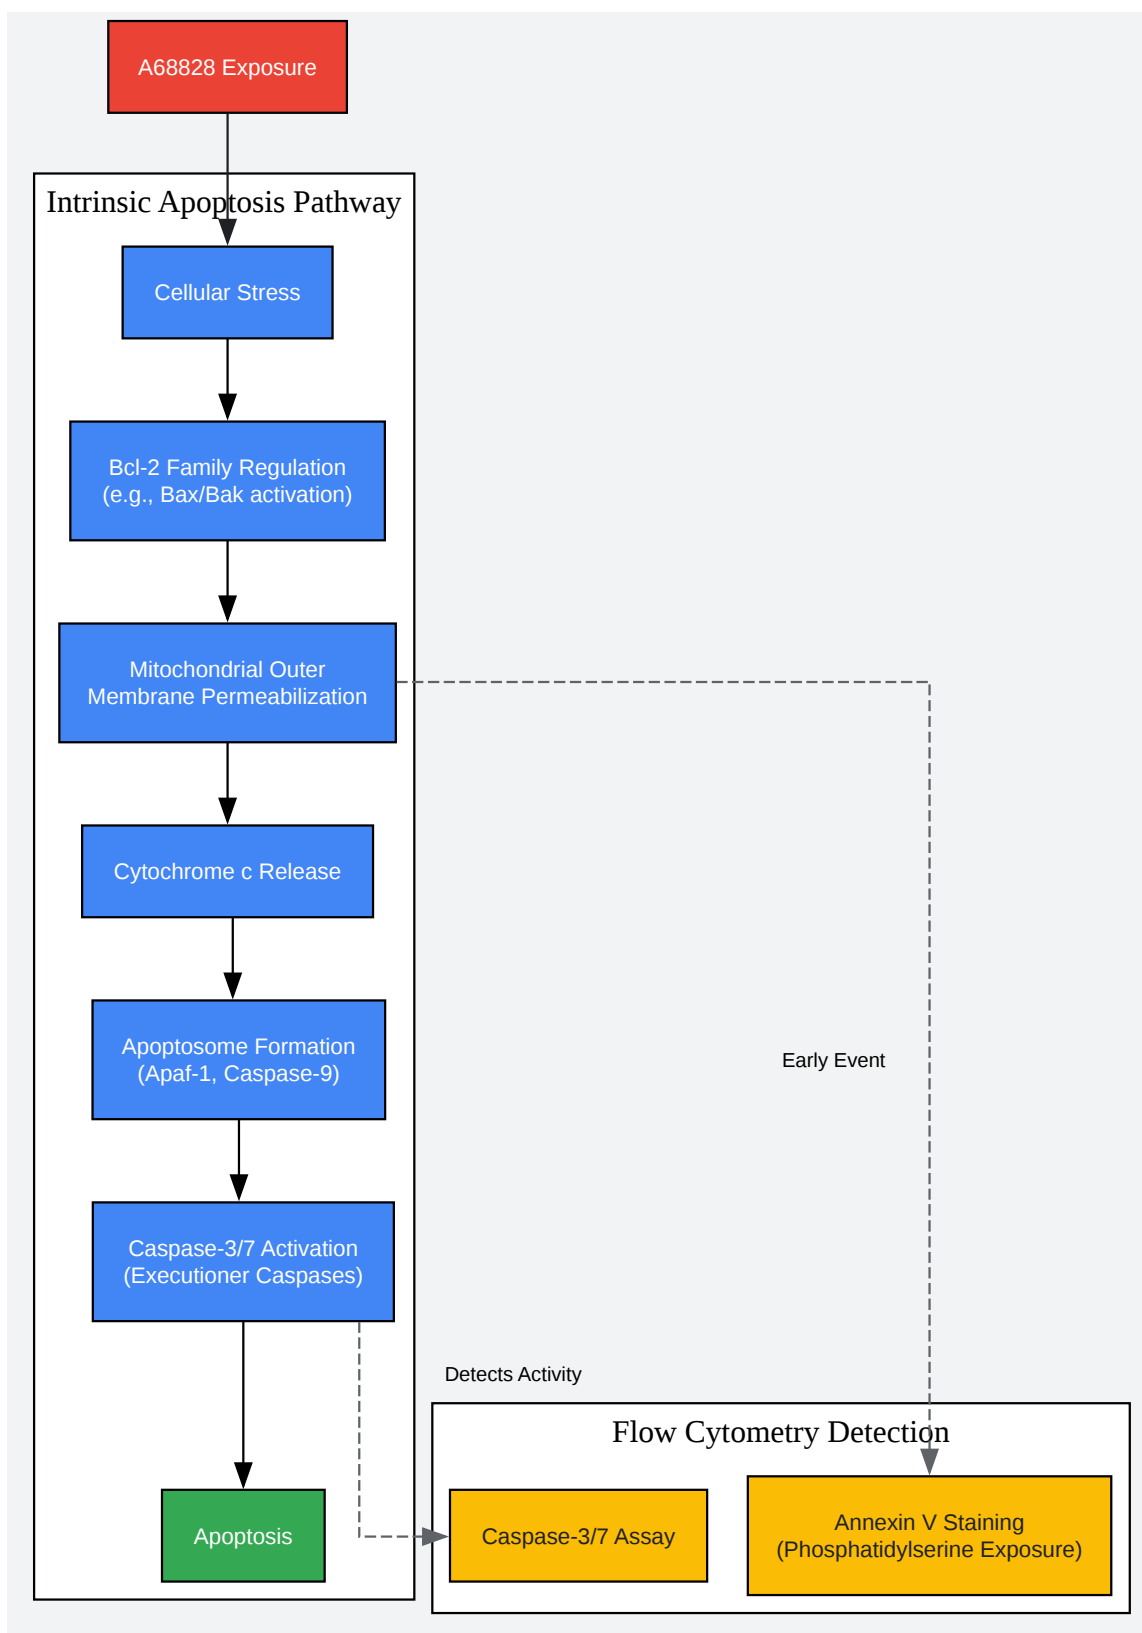 A68828 Exposure
Intrinsic Apoptosis Pathway
Cellular Stress
Bcl-2 Family Regulation
(e.g., Bax/Bak activation)
Mitochondrial Outer
Membrane Permeabilization
Cytochrome c Release
Apoptosome Formation
(Apaf-1, Caspase-9)
Early Event
Caspase-3/7 Activation
(Executioner Caspases)
Detects Activity
Flow Cytometry Detection
Apoptosis
Caspase-3/7 Assay
Annexin V Staining
(Phosphatidylserine Exposure)